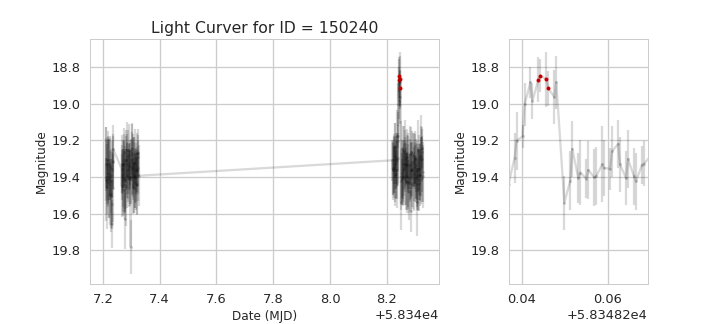 Light Curver for ID = 150240
Magnitude
18.8
19.0
19.2
19.4
19.6
19.8
7.2 7.4 7.6 7.8 8.0 8.2
Date (MJD)
+5.834e4
Magnitude
18.8
19.0
19.2
19.4
19.6
19.8
0.04 0.06
+5.83482e4